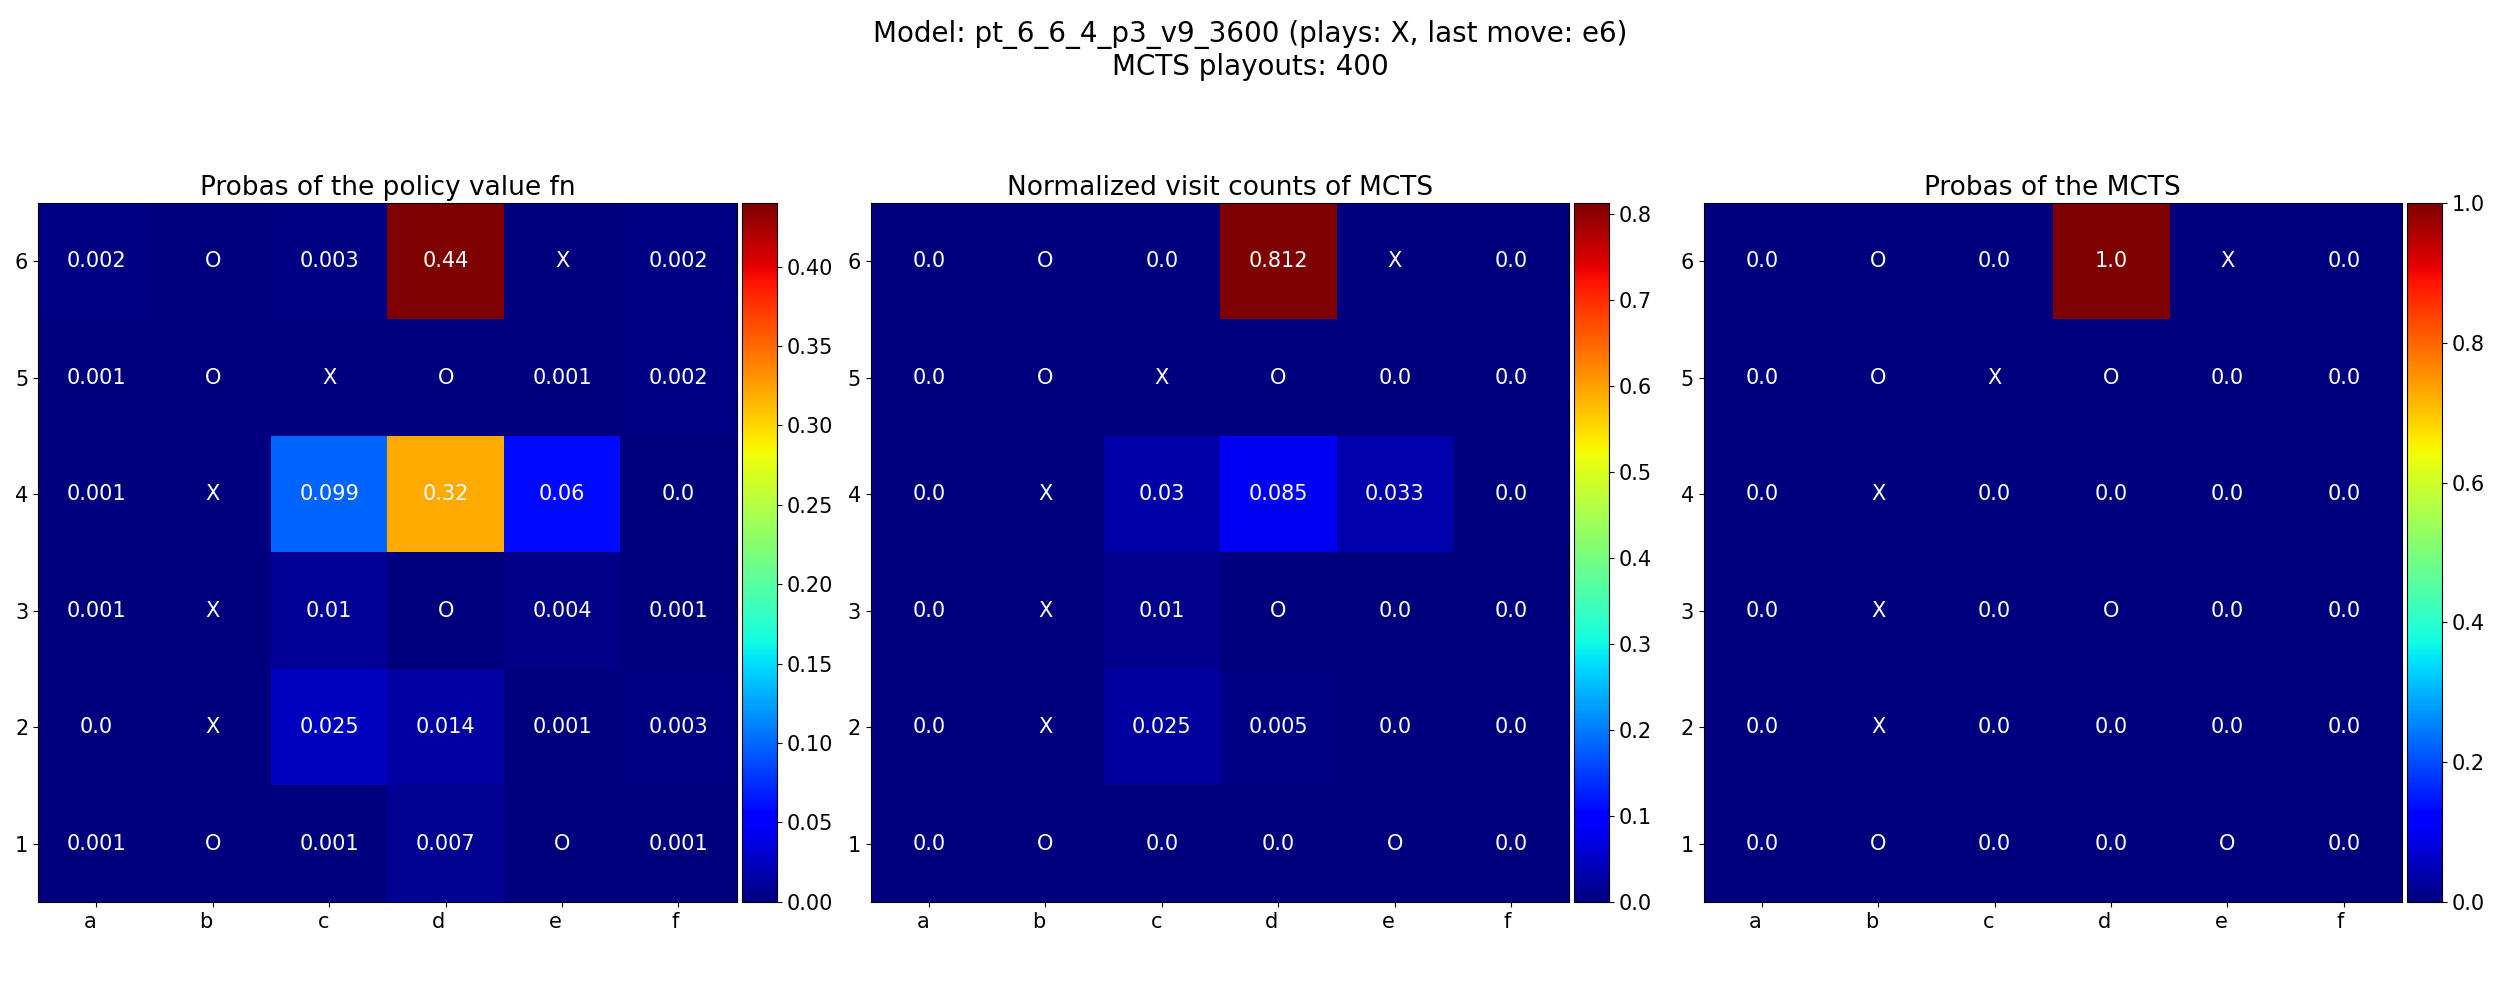 Model: pt_6_6_4_p3_v9_3600 (plays: X, last move: e6)
MCTS playouts: 400
Probas of the policy value fn
6 0.002 O 0.003 0.44 X 0.002
5 0.001 O X O 0.001 0.002
4 0.001 X 0.099 0.32 0.06 0.0
3 0.001 X 0.01 O 0.004 0.001
2 0.0 X 0.025 0.014 0.001 0.003
1 0.001 O 0.001 0.007 O 0.001
a b c d e f
0.40
0.35
0.30
0.25
0.20
0.15
0.10
0.05
0.00
Normalized visit counts of MCTS
6 0.0 O 0.0 0.812 X 0.0
5 0.0 O X O 0.0 0.0
4 0.0 X 0.03 0.085 0.033 0.0
3 0.0 X 0.01 O 0.0 0.0
2 0.0 X 0.025 0.005 0.0 0.0
1 0.0 O 0.0 0.0 O 0.0
a b c d e f
0.8
0.7
0.6
0.5
0.4
0.3
0.2
0.1
0.0
Probas of the MCTS
6 0.0 O 0.0 1.0 X 0.0
5 0.0 O X O 0.0 0.0
4 0.0 X 0.0 0.0 0.0 0.0
3 0.0 X 0.0 O 0.0 0.0
2 0.0 X 0.0 0.0 0.0 0.0
1 0.0 O 0.0 0.0 O 0.0
a b c d e f
1.0
0.8
0.6
0.4
0.2
0.0